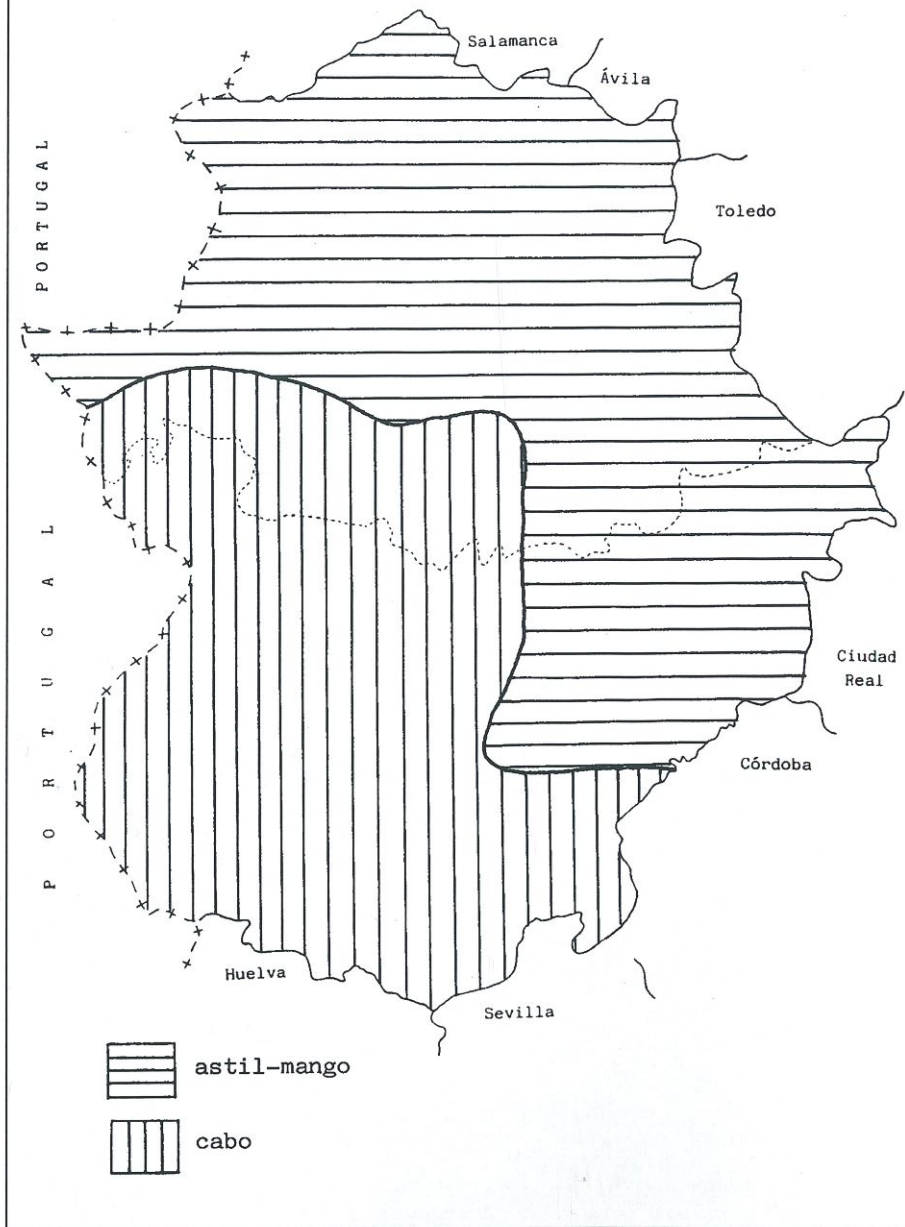 Salamanca
Ávila
PORTUGAL
Toledo
PORTUGAL
Ciudad
Real
Córdoba
Huelva
Sevilla
astil-mango
cabo